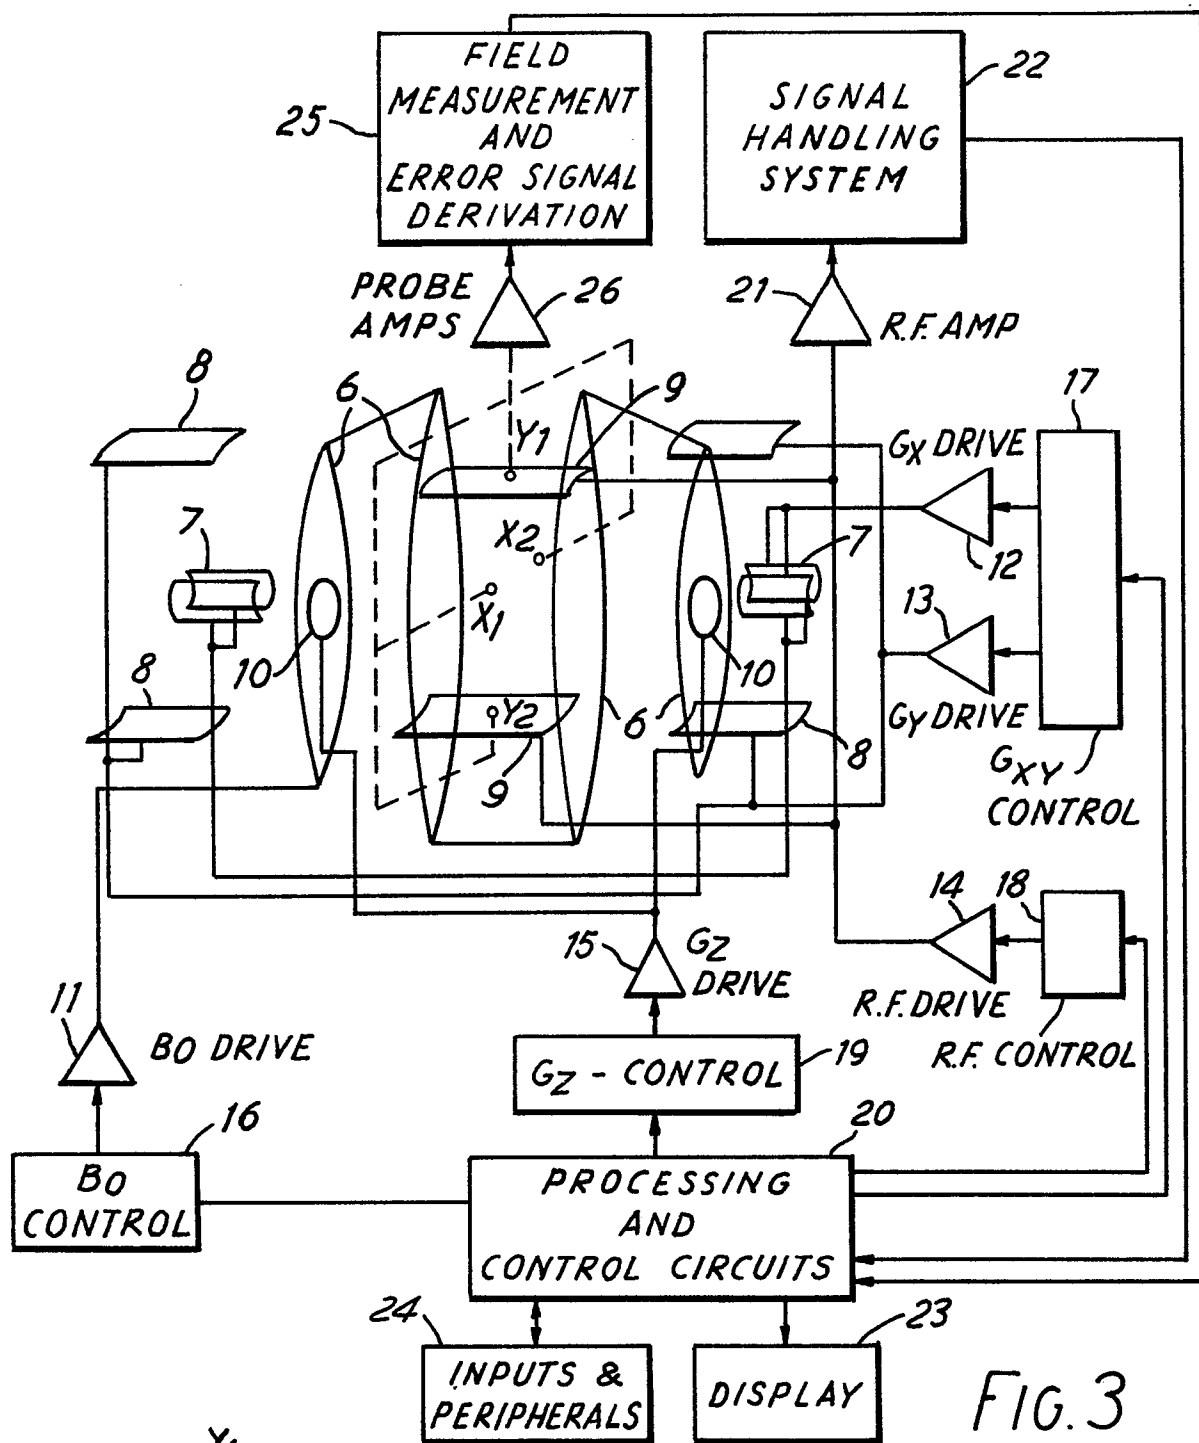 FIELD
MEASUREMENT
AND
ERROR SIGNAL
DERIVATION
25
SIGNAL
HANDLING
SYSTEM
22
PROBE
AMPS
26
21
R.F. AMP
8
6
Y1
9
17
GX DRIVE
X2
7
7
12
X1
13
10
10
8
Y2
6
8
GY DRIVE
9
GXY
CONTROL
14
18
15
GZ
DRIVE
R.F. DRIVE
R.F. CONTROL
11
BO DRIVE
GZ - CONTROL
19
16
20
BO
CONTROL
PROCESSING
AND
CONTROL CIRCUITS
24
23
INPUTS &
PERIPHERALS
DISPLAY
FIG. 3